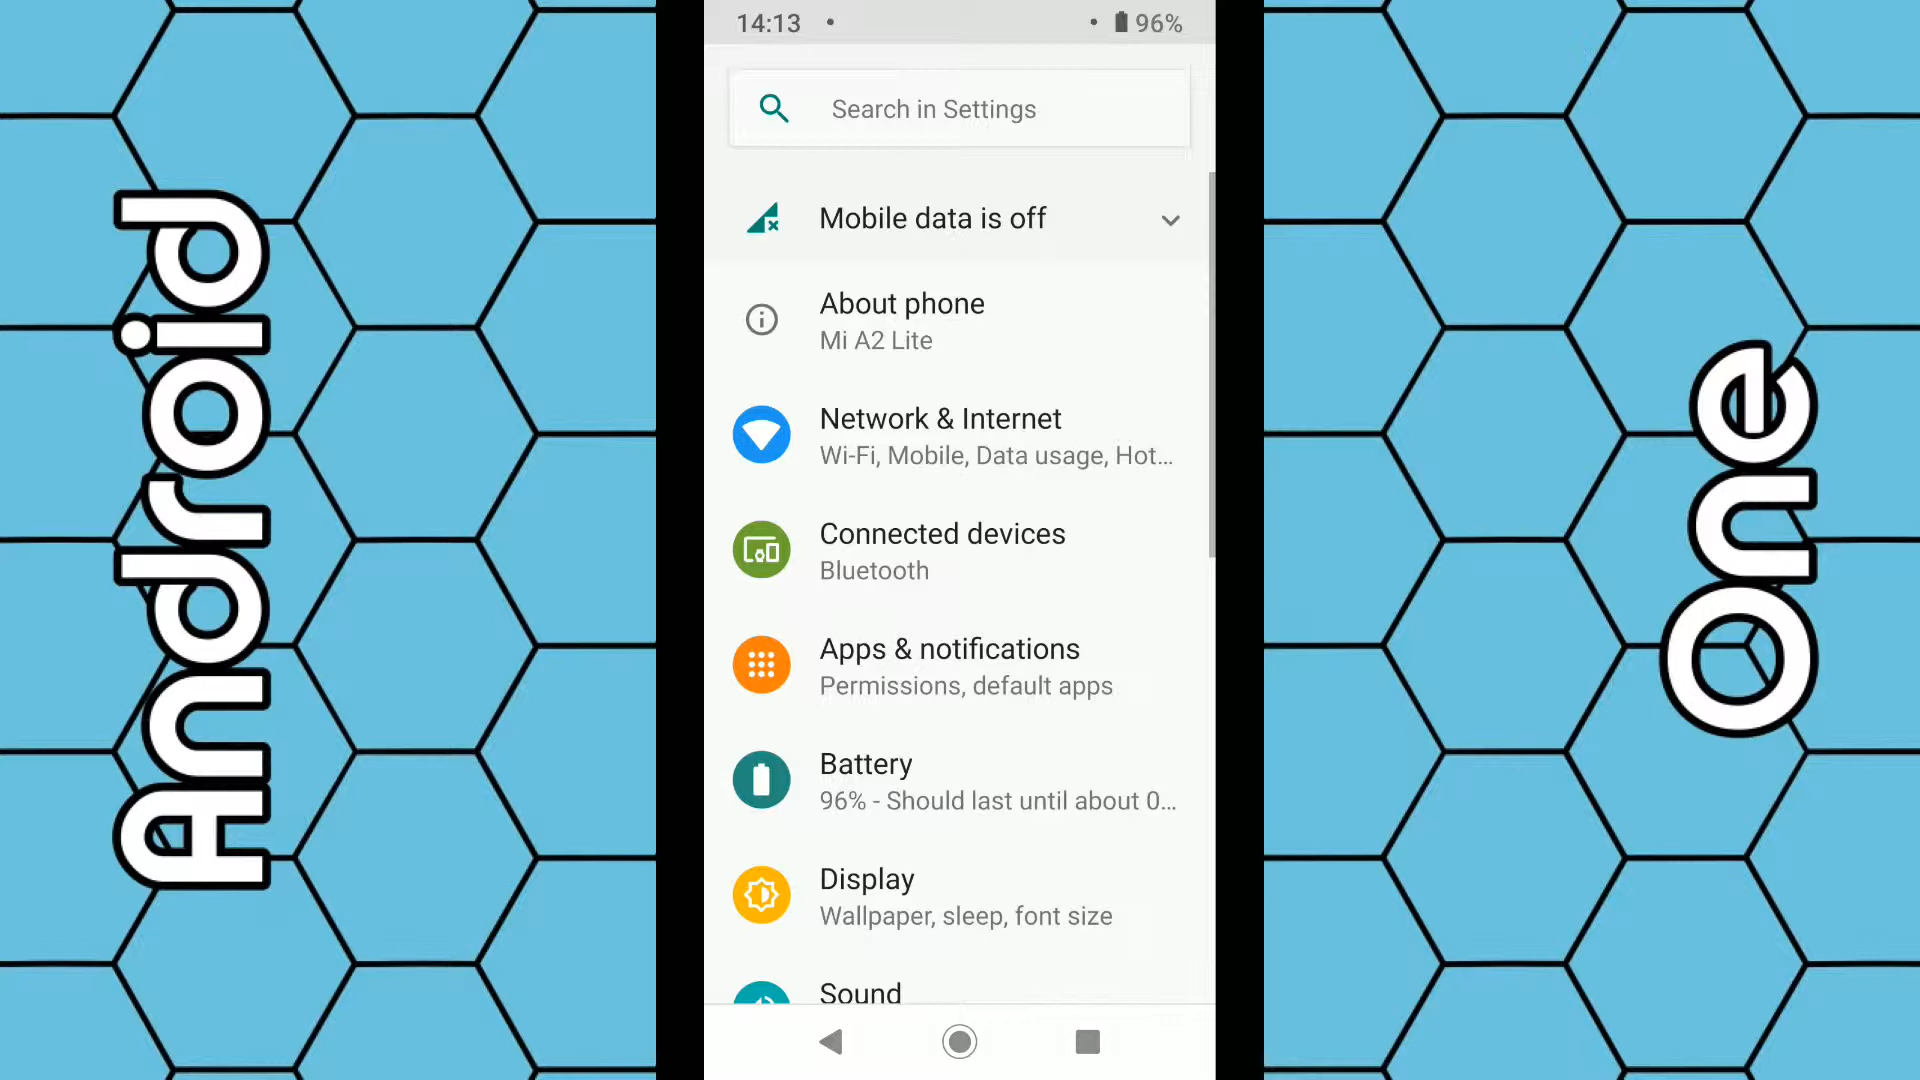 Android
14:13
96%
Search in Settings
Mobile data is off
About phone
Mi A2 Lite
Network & Internet
Wi-Fi, Mobile, Data usage, Hot...
Connected devices
Bluetooth
Apps & notifications
Permissions, default apps
Battery
96% - Should last until about 0...
Display
Wallpaper, sleep, font size
Sound
One